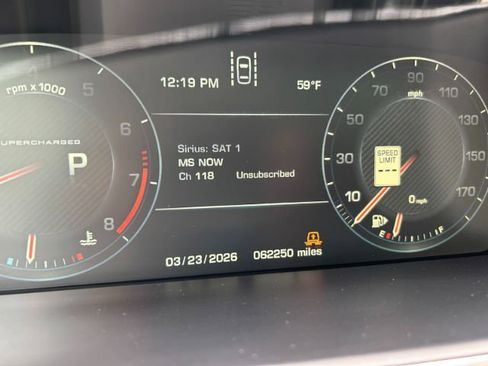 12:19 PM
59°F
rpm x 1000
5
6
7
8
SUPERCHARGED
P
Sirius: SAT 1
MS NOW
Ch 118 Unsubscribed
03/23/2026 062250 miles
10
30
50
70
90
110
130
150
170
mph
SPEED
LIMIT
---
0 mph
E F